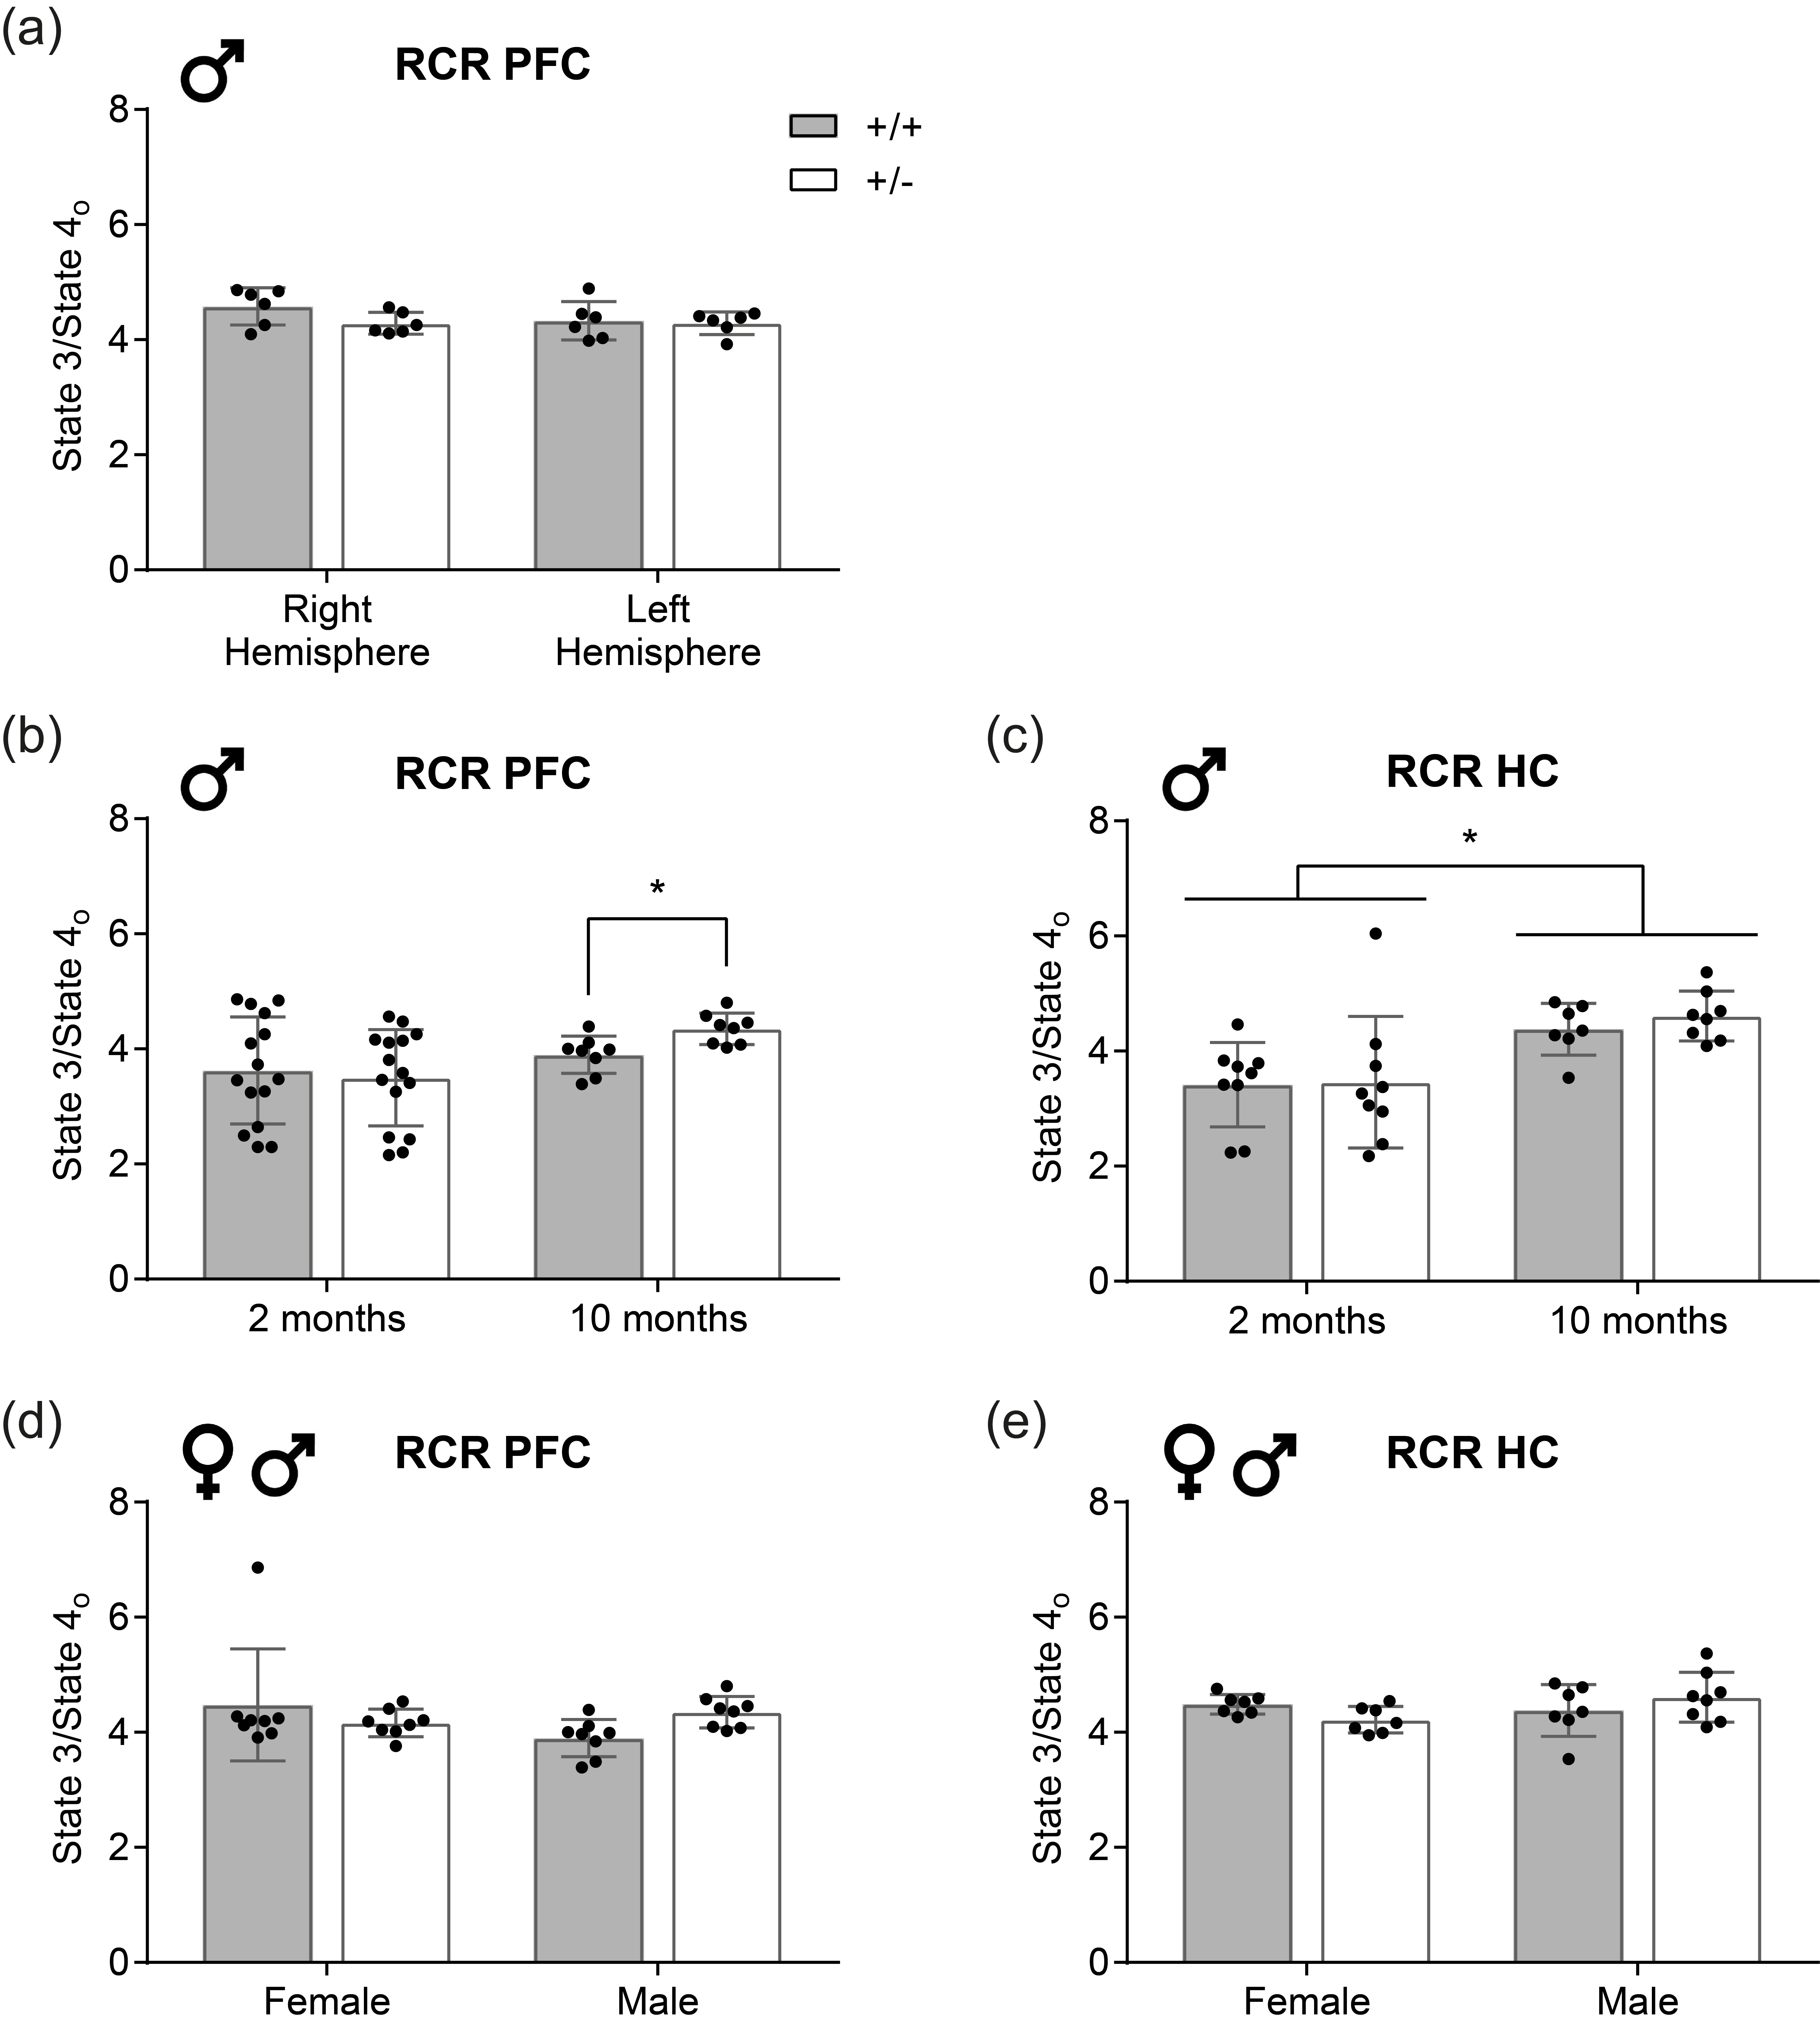 (a)
♂ RCR PFC
+/+
+/-
State 3/State 4o
8
6
4
2
0
Right Hemisphere
Left Hemisphere
(b)
♂ RCR PFC
State 3/State 4o
8
6
4
2
0
*
2 months
10 months
(c)
♂ RCR HC
State 3/State 4o
8
6
4
2
0
*
2 months
10 months
(d)
♀ ♂ RCR PFC
State 3/State 4o
8
6
4
2
0
Female
Male
(e)
♀ ♂ RCR HC
State 3/State 4o
8
6
4
2
0
Female
Male